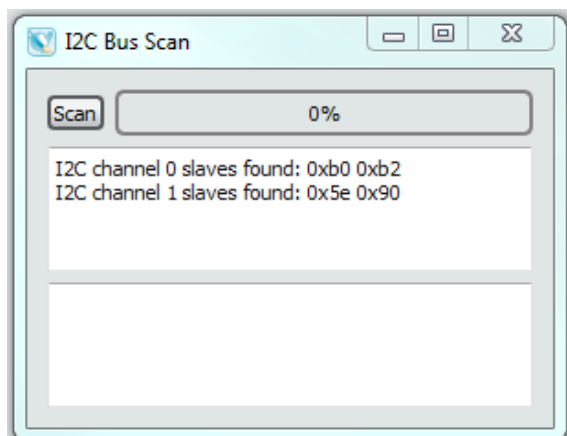 I2C Bus Scan
Scan
0%
I2C channel 0 slaves found: 0xb0 0xb2
I2C channel 1 slaves found: 0x5e 0x90